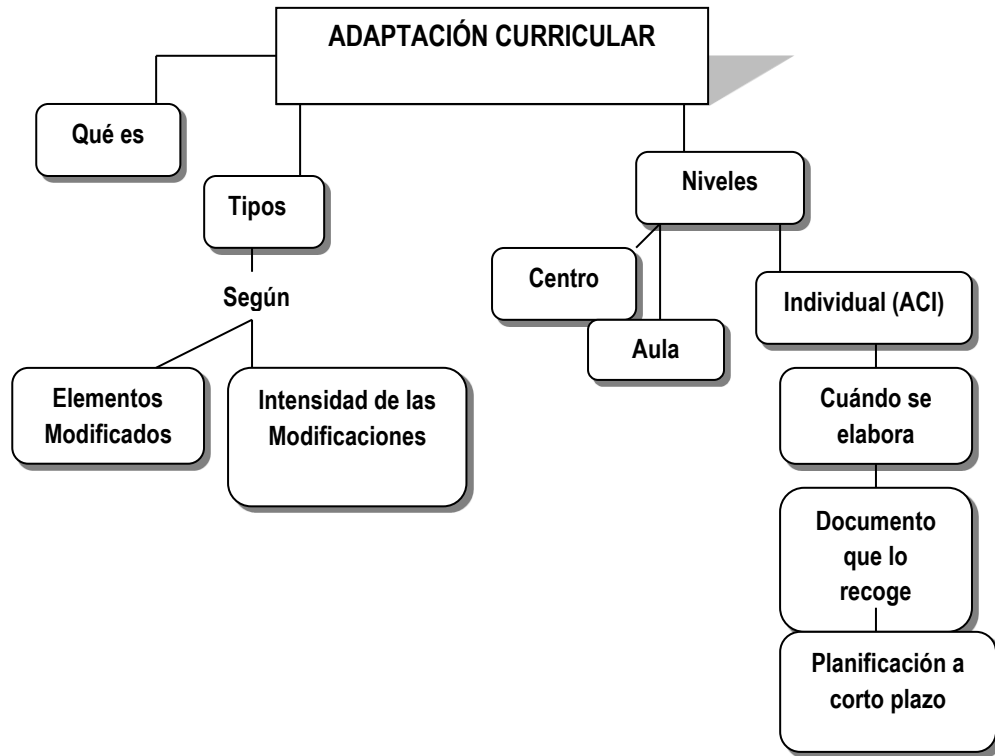 ADAPTACIÓN CURRICULAR
Qué es
Tipos
Niveles
Según
Centro
Individual (ACI)
Aula
Elementos
Modificados
Intensidad de las
Modificaciones
Cuándo se
elabora
Documento
que lo
recoge
Planificación a
corto plazo